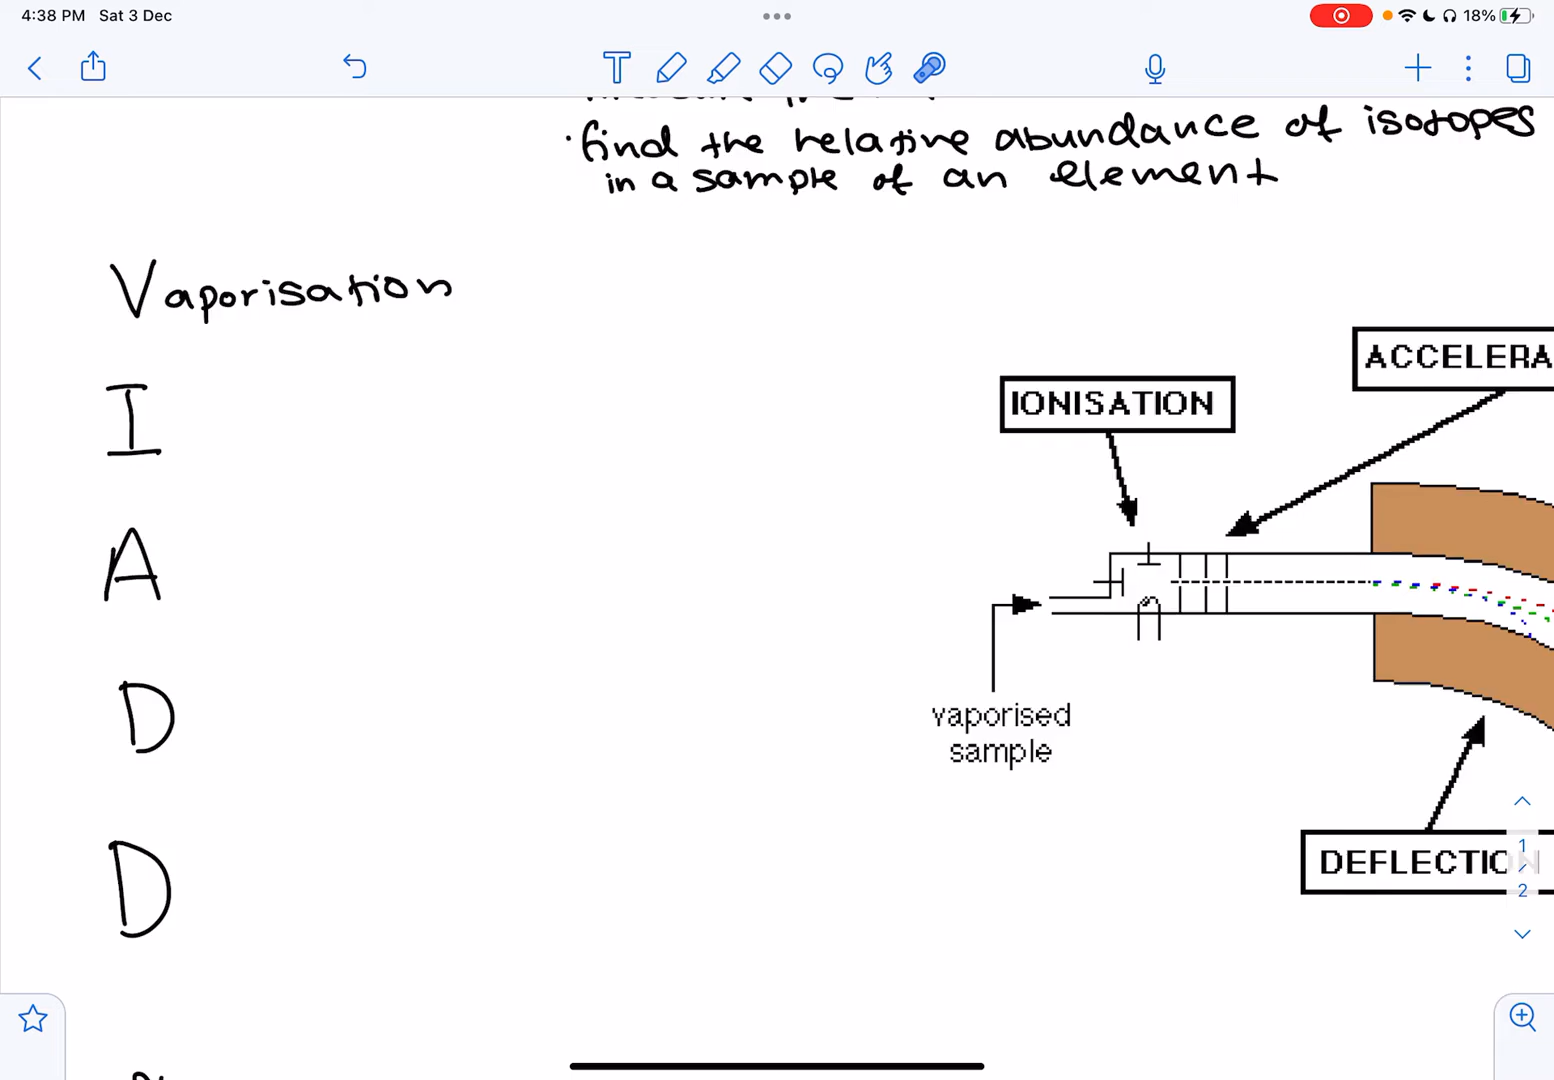 4:38 PM Sat 3 Dec
18%
T
find the relative abundance of isotopes
in a sample of an element
Vaporisation
I
A
D
D
ACCELERA
IONISATION
vaporised
sample
DEFLECTION
1
2